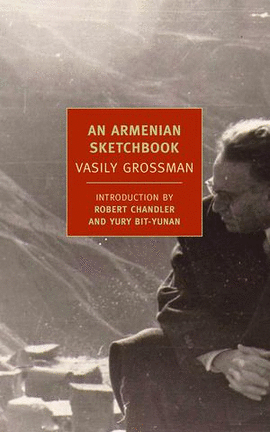 AN ARMENIAN
SKETCHBOOK
VASILY GROSSMAN
INTRODUCTION BY
ROBERT CHANDLER
AND YURY BIT-YUNAN